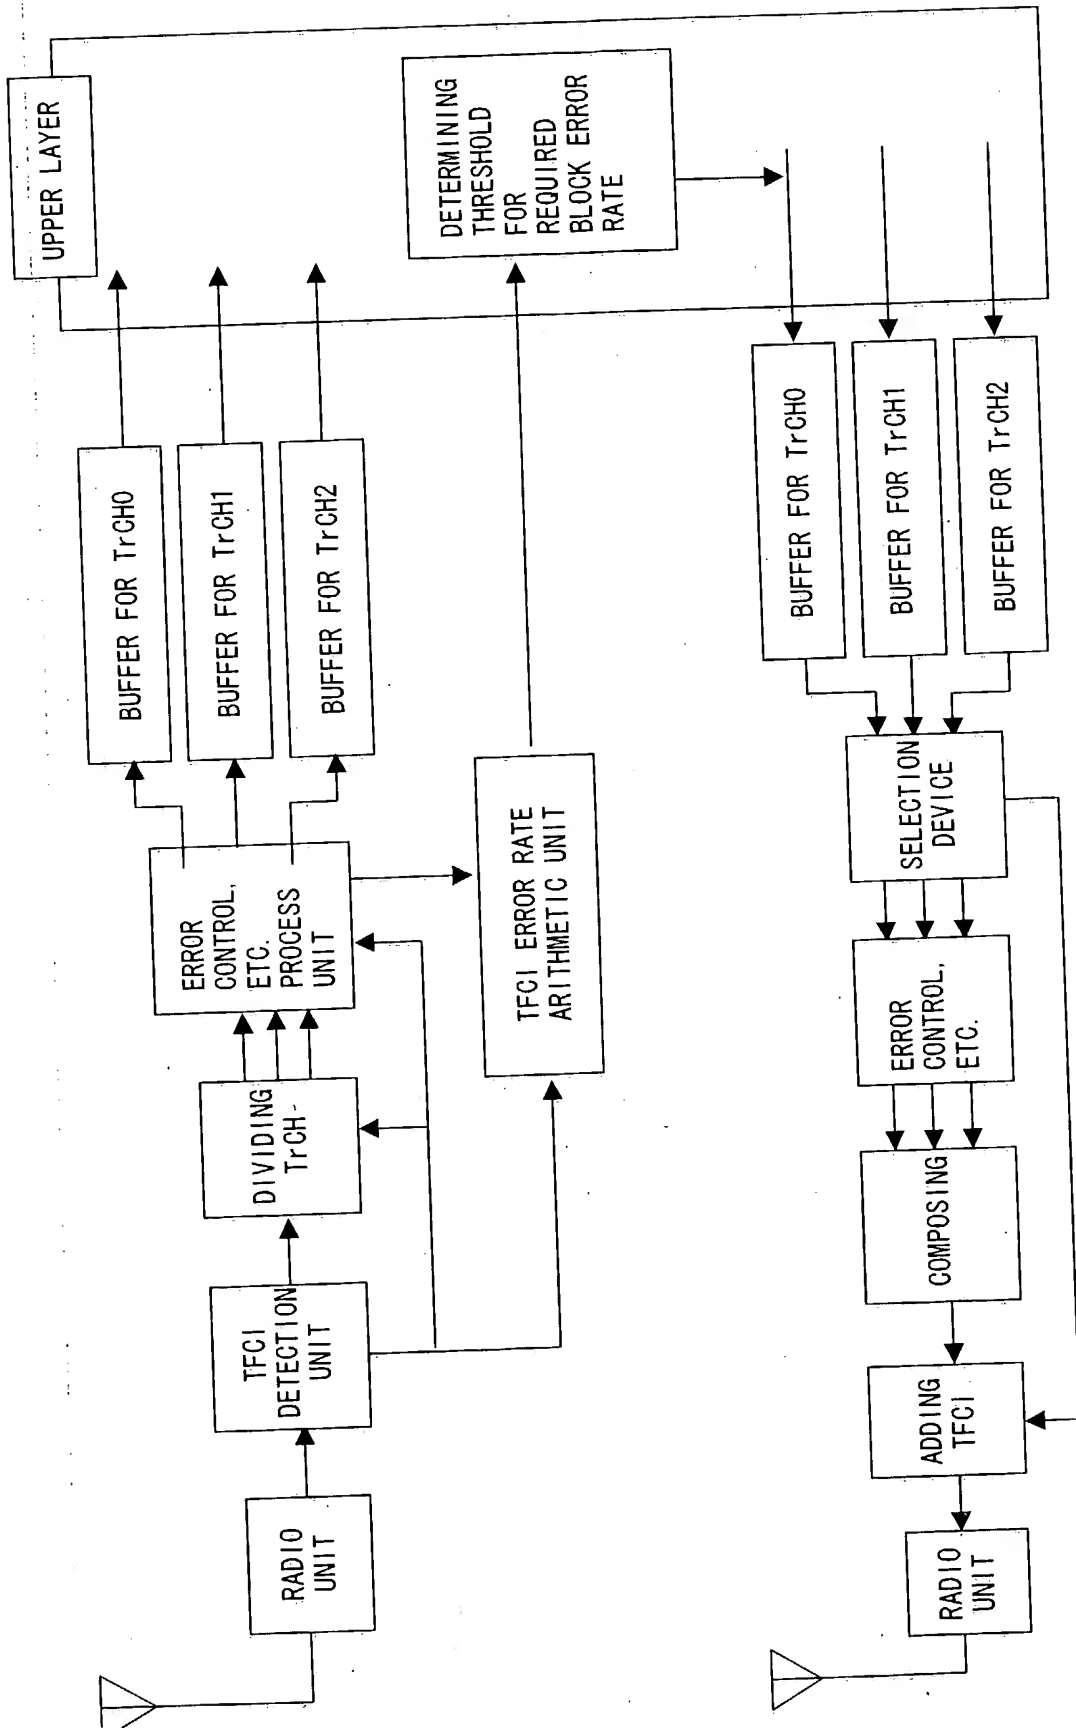 UPPER LAYER
RADIO
UNIT
TFCI
DETECTION
UNIT
DIVIDING
TrCH-
ERROR
CONTROL,
ETC.
PROCESS
UNIT
BUFFER FOR TrCH0
BUFFER FOR TrCH1
BUFFER FOR TrCH2
TFCI ERROR RATE
ARITHMETIC UNIT
DETERMINING
THRESHOLD
FOR
REQUIRED
BLOCK ERROR
RATE
RADIO
UNIT
ADDING
TFCI
COMPOSING
ERROR
CONTROL,
ETC.
SELECTION
DEVICE
BUFFER FOR TrCH0
BUFFER FOR TrCH1
BUFFER FOR TrCH2